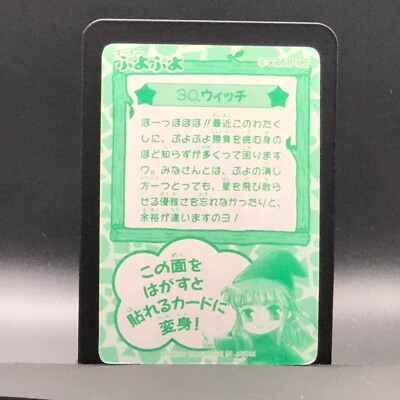 ぷよぷよ
©COMPILE
30.ウィッチ
ほーっほほほ!!最近このわたく
しに、ぷよぷよ勝負を挑む身の
ほど知らずが多くって困ります
ワ。みなさんとは、ぷよの消し
方一つとっても、星を飛び散ら
せる優雅さを忘れなかったりと、
余裕が違いますのヨ!
この面を
はがすと
貼れるカードに
変身!